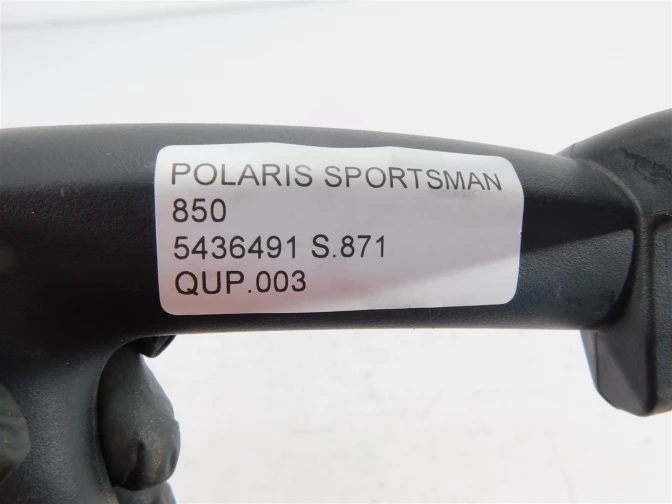 POLARIS SPORTSMAN
850
5436491 S.871
QUP.003